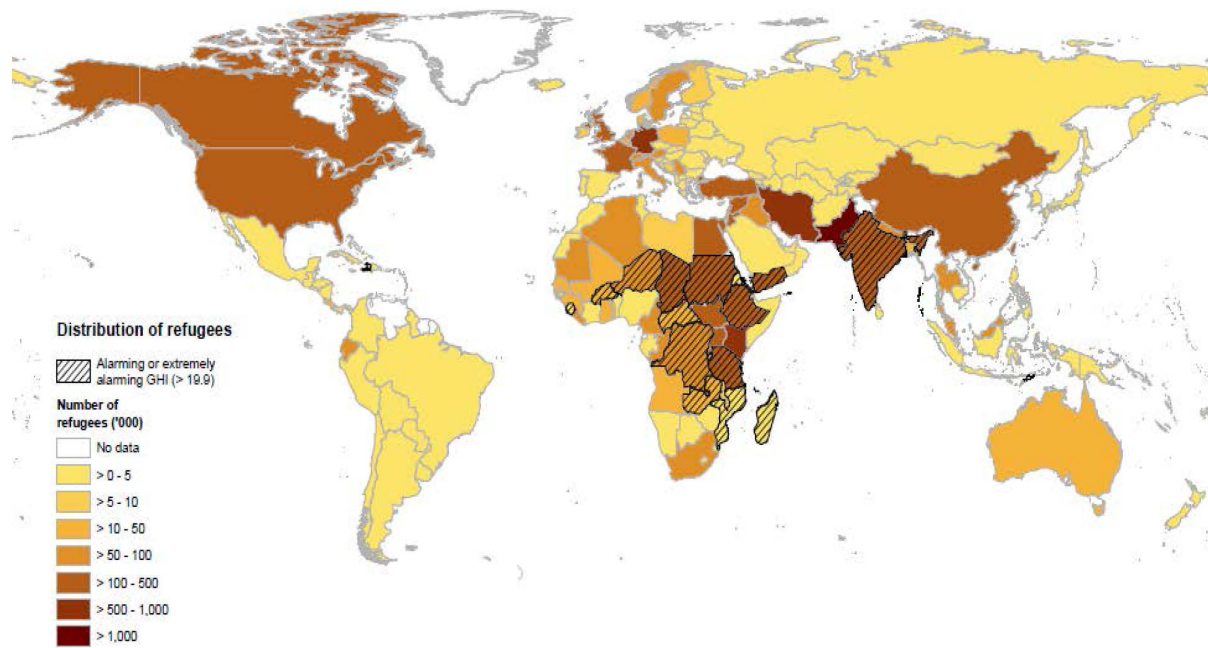 Distribution of refugees
Alarming or extremely
alarming GHI (> 19.9)
Number of
refugees ('000)
No data
> 0 - 5
> 5 - 10
> 10 - 50
> 50 - 100
> 100 - 500
> 500 - 1,000
> 1,000